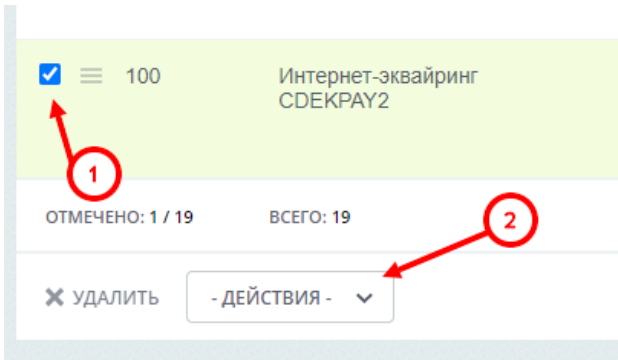 100 Интернет-эквайринг
CDEKPAY2
1
ОТМЕЧЕНО: 1 / 19 ВСЕГО: 19
2
УДАЛИТЬ - ДЕЙСТВИЯ -